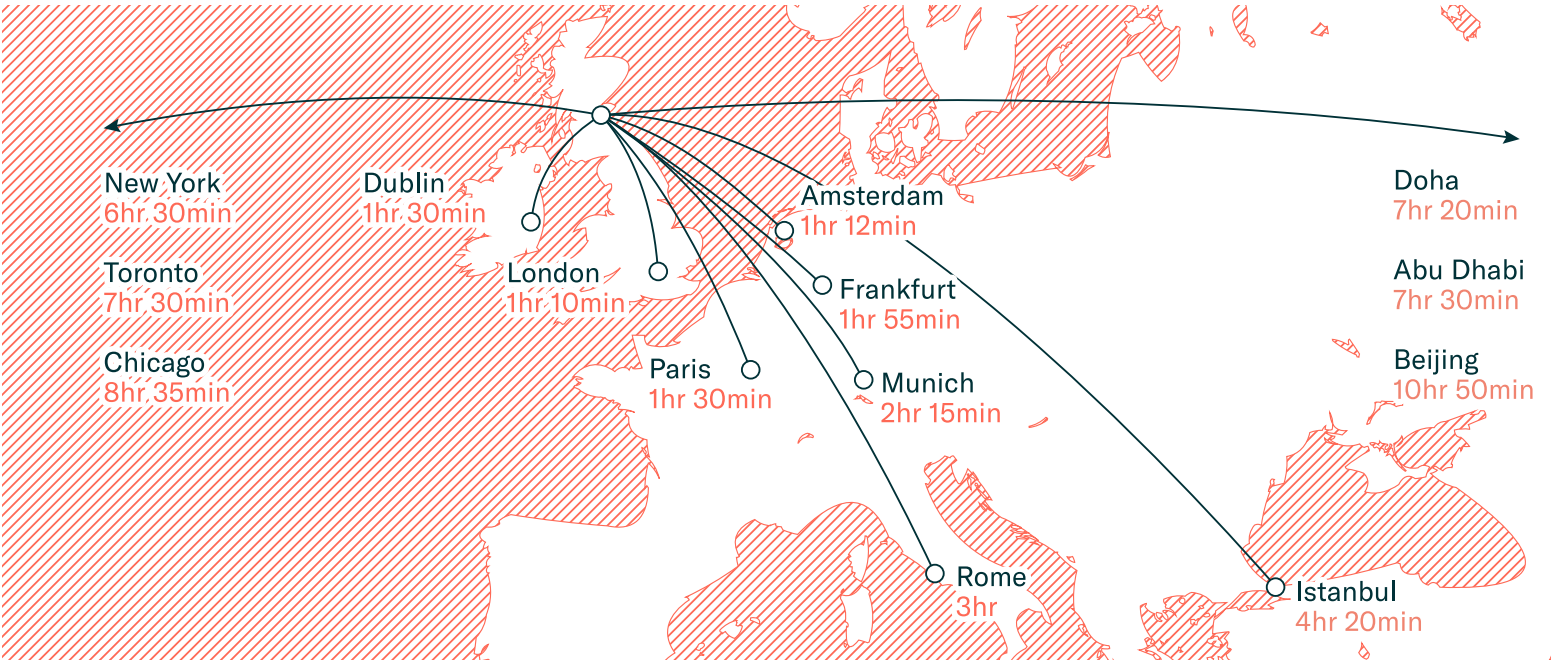 New York
6hr 30min
Toronto
7hr 30min
Chicago
8hr 35min
Dublin
1hr 30min
London
1hr 10min
Paris
1hr 30min
Amsterdam
1hr 12min
Frankfurt
1hr 55min
Munich
2hr 15min
Rome
3hr
Istanbul
4hr 20min
Doha
7hr 20min
Abu Dhabi
7hr 30min
Beijing
10hr 50min